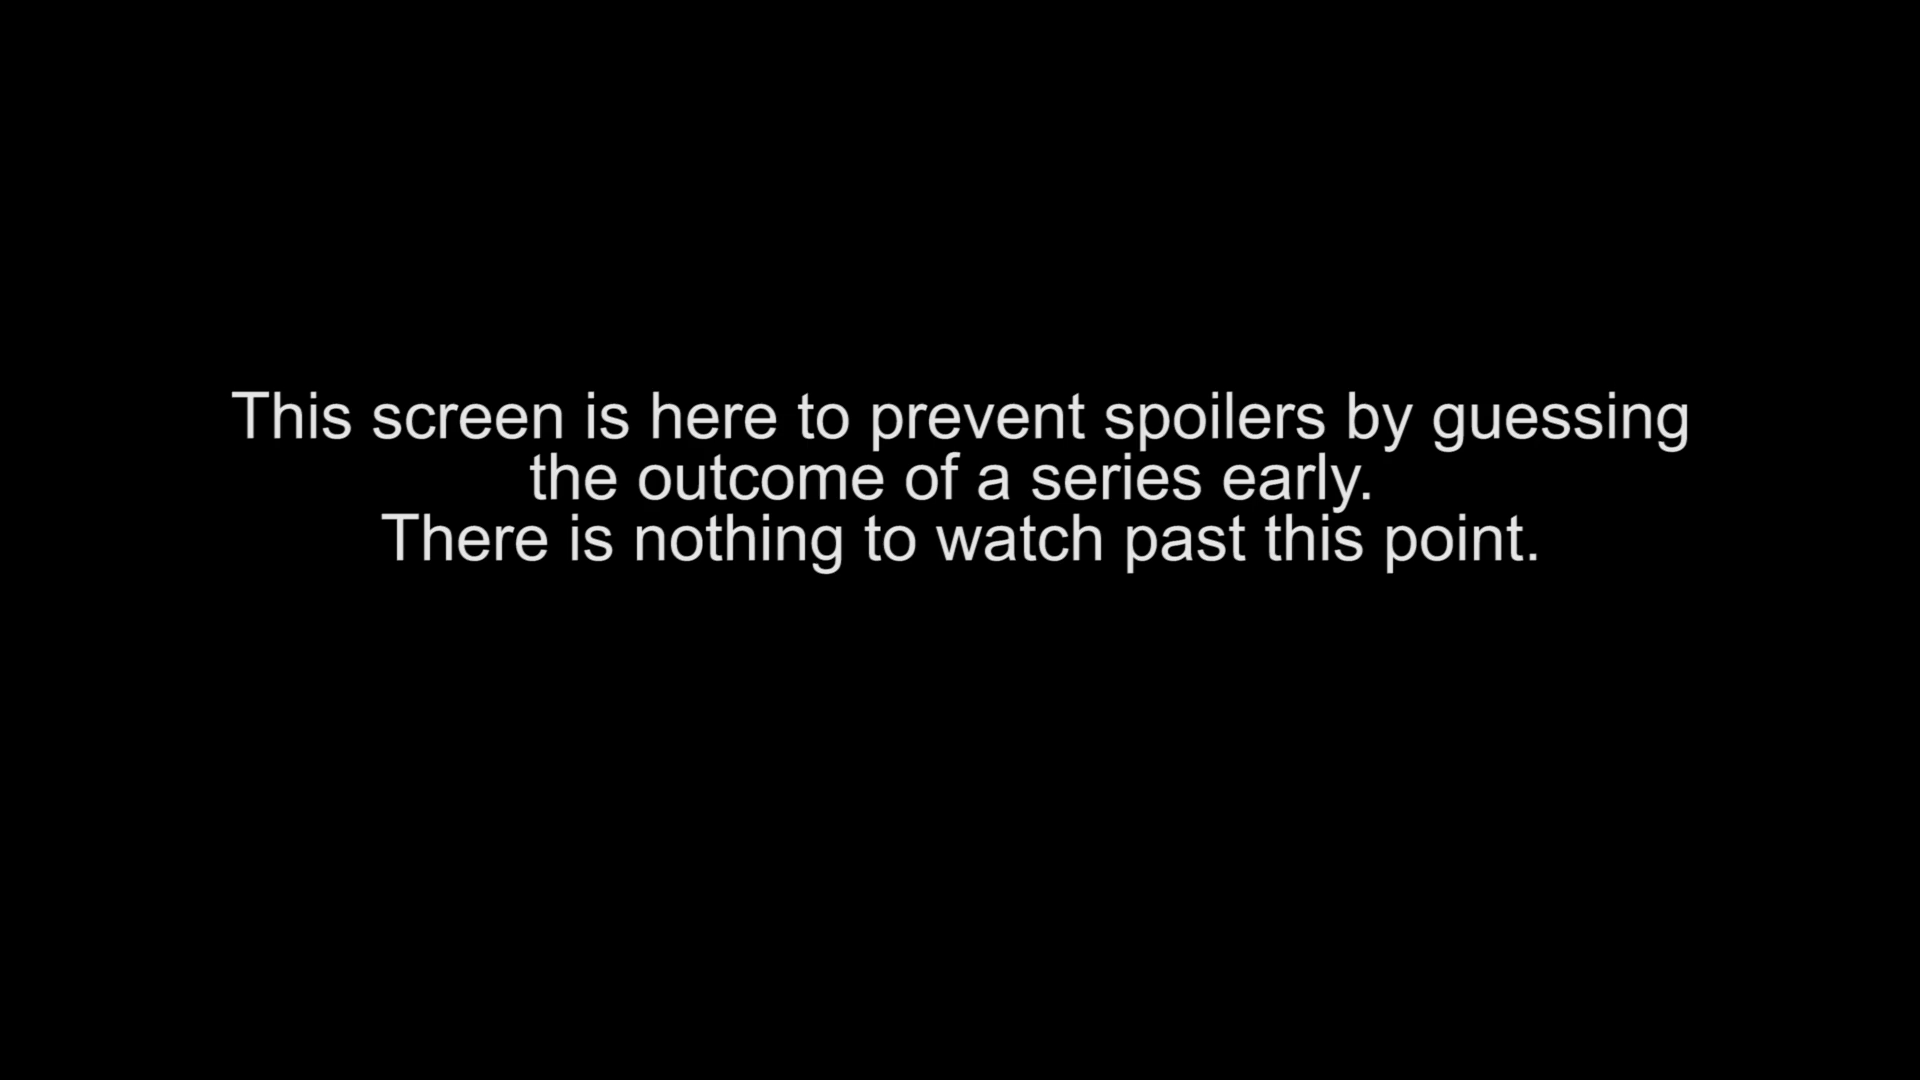 This screen is here to prevent spoilers by guessing
the outcome of a series early.
There is nothing to watch past this point.